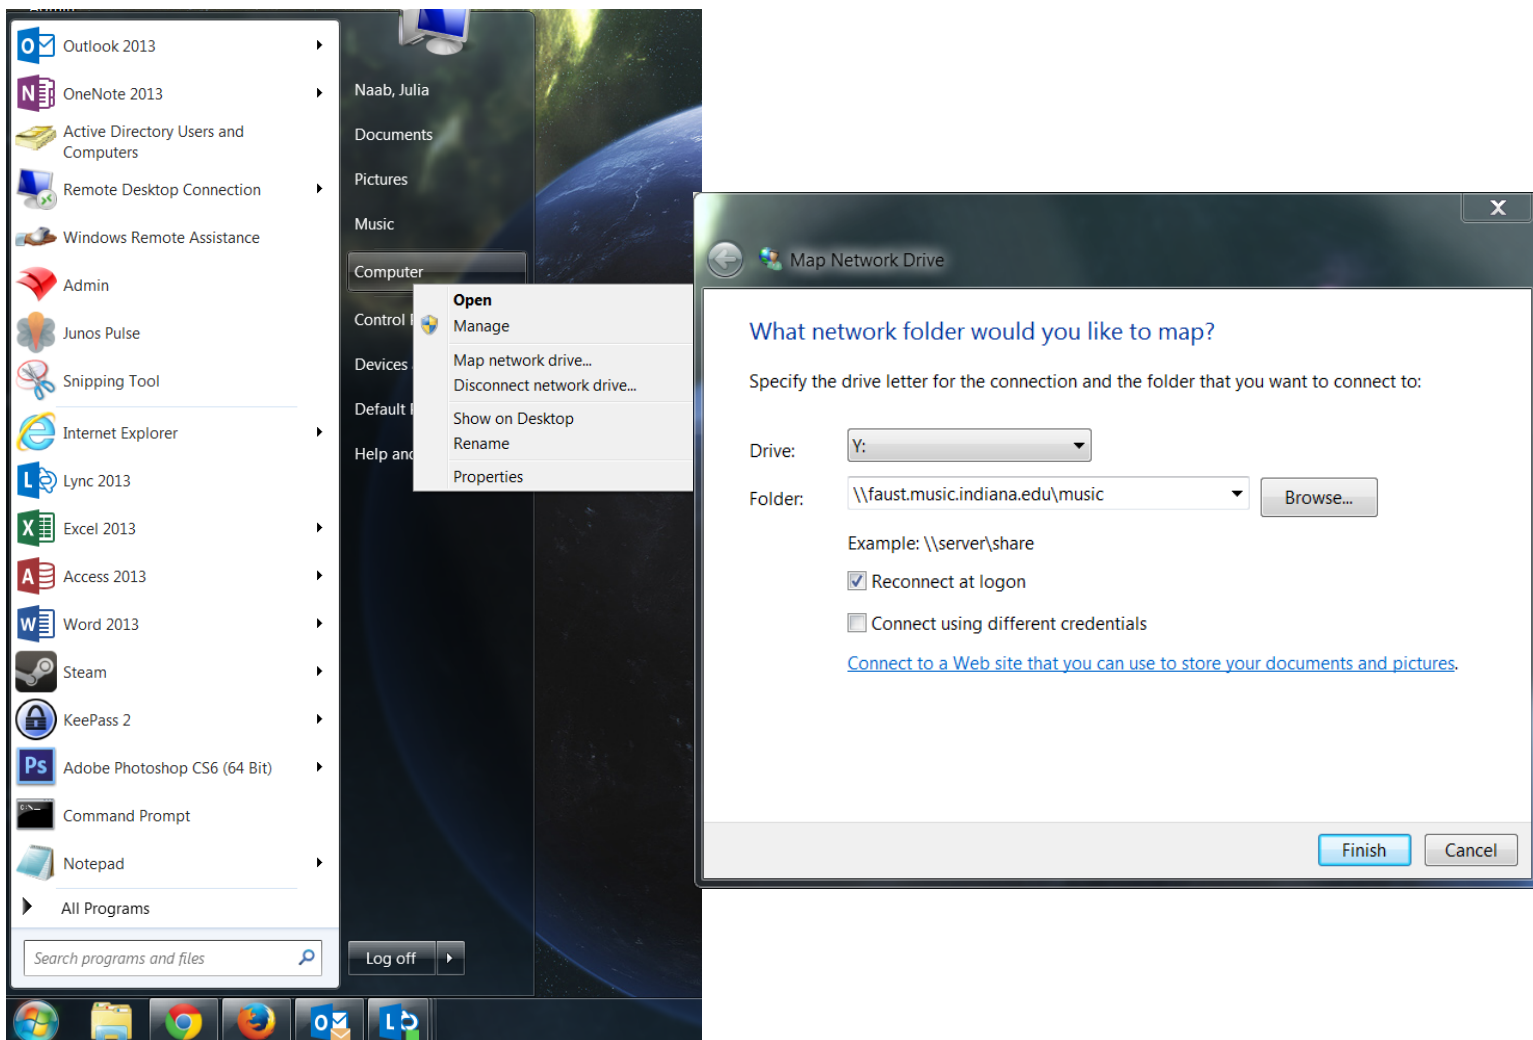 Admin
Outlook 2013
OneNote 2013
Active Directory Users and
Computers
Remote Desktop Connection
Windows Remote Assistance
Admin
Junos Pulse
Snipping Tool
Internet Explorer
Lync 2013
Excel 2013
Access 2013
Word 2013
Steam
KeePass 2
Adobe Photoshop CS6 (64 Bit)
Command Prompt
Notepad
All Programs
Search programs and files
Naab, Julia
Documents
Pictures
Music
Computer
Control
Devices
Default
Help and
Log off
Open
Manage
Map network drive...
Disconnect network drive...
Show on Desktop
Rename
Properties
X
Map Network Drive
What network folder would you like to map?
Specify the drive letter for the connection and the folder that you want to connect to:
Drive: Y:
Folder: \\faust.music.indiana.edu\music Browse...
Example: \\server\share
Reconnect at logon
Connect using different credentials
Connect to a Web site that you can use to store your documents and pictures.
Finish Cancel